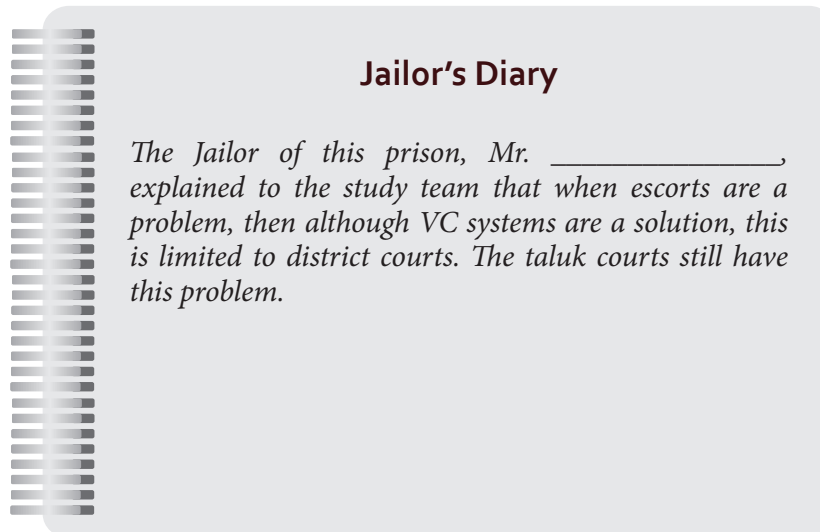 Jailor’s Diary
The Jailor of this prison, Mr. _______________,
explained to the study team that when escorts are a
problem, then although VC systems are a solution, this
is limited to district courts. The taluk courts still have
this problem.